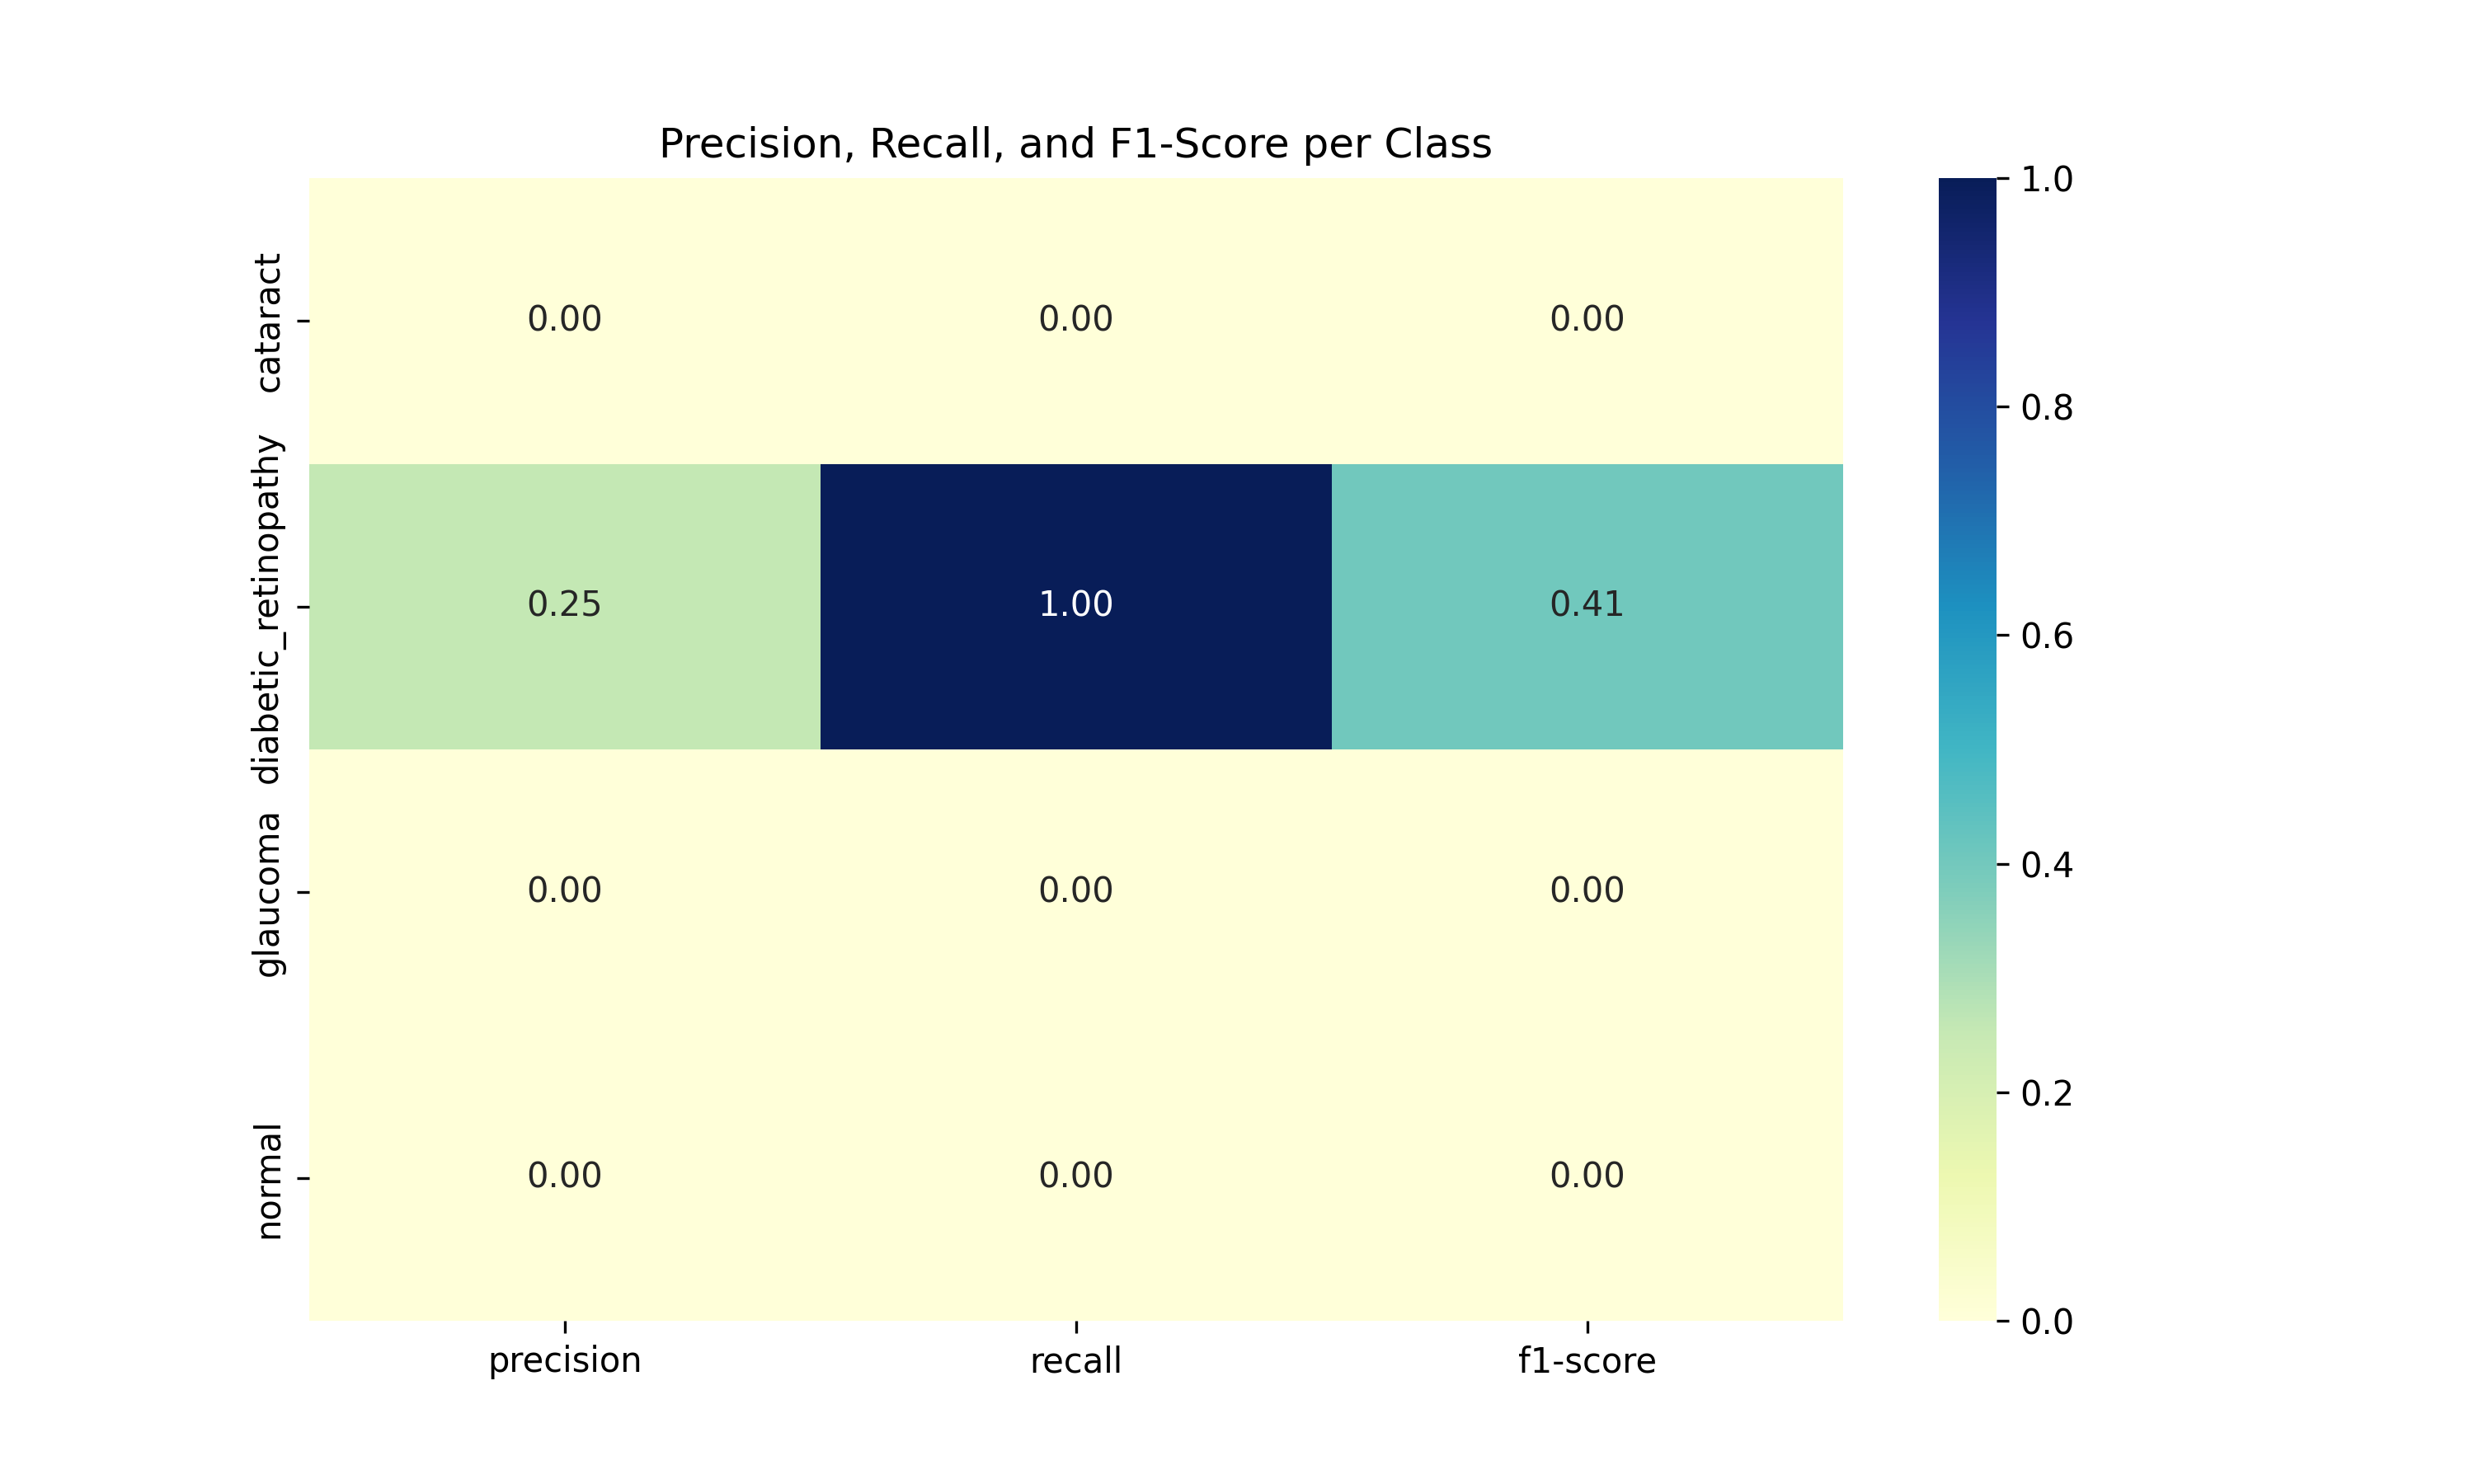 Precision, Recall, and F1-Score per Class
cataract
0.00 0.00 0.00
diabetic_retinopathy
0.25 1.00 0.41
glaucoma
0.00 0.00 0.00
normal
0.00 0.00 0.00
precision recall f1-score
1.0
0.8
0.6
0.4
0.2
0.0